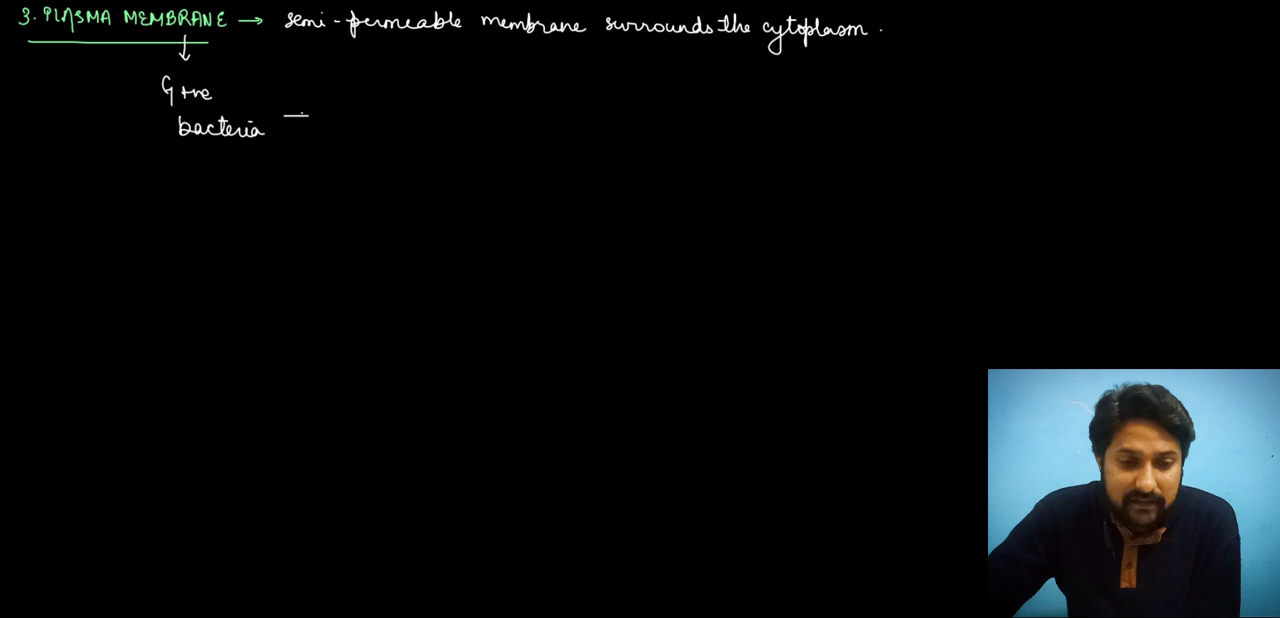 3. PLASMA MEMBRANE → semi-permeable membrane surrounds the cytoplasm.
G +ve
bacteria —